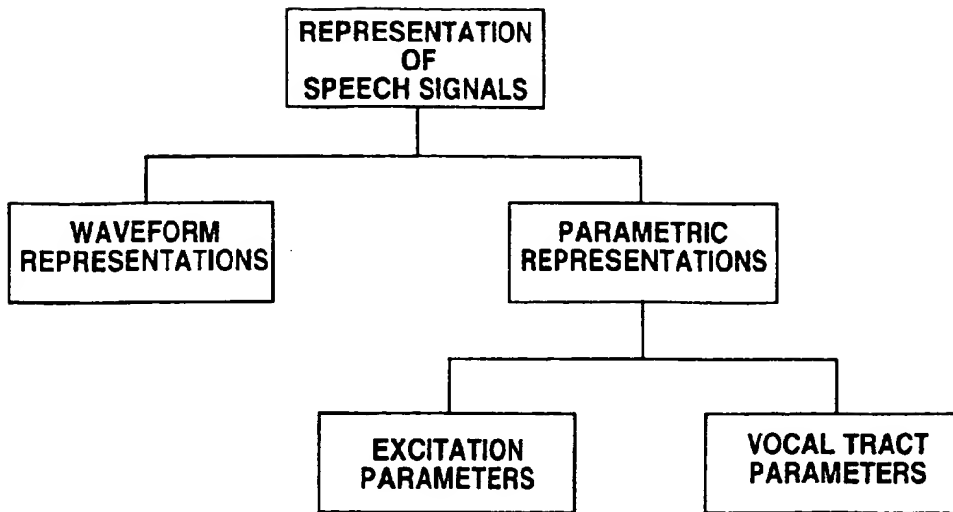 REPRESENTATION
OF
SPEECH SIGNALS
WAVEFORM
REPRESENTATIONS
PARAMETRIC
REPRESENTATIONS
EXCITATION
PARAMETERS
VOCAL TRACT
PARAMETERS